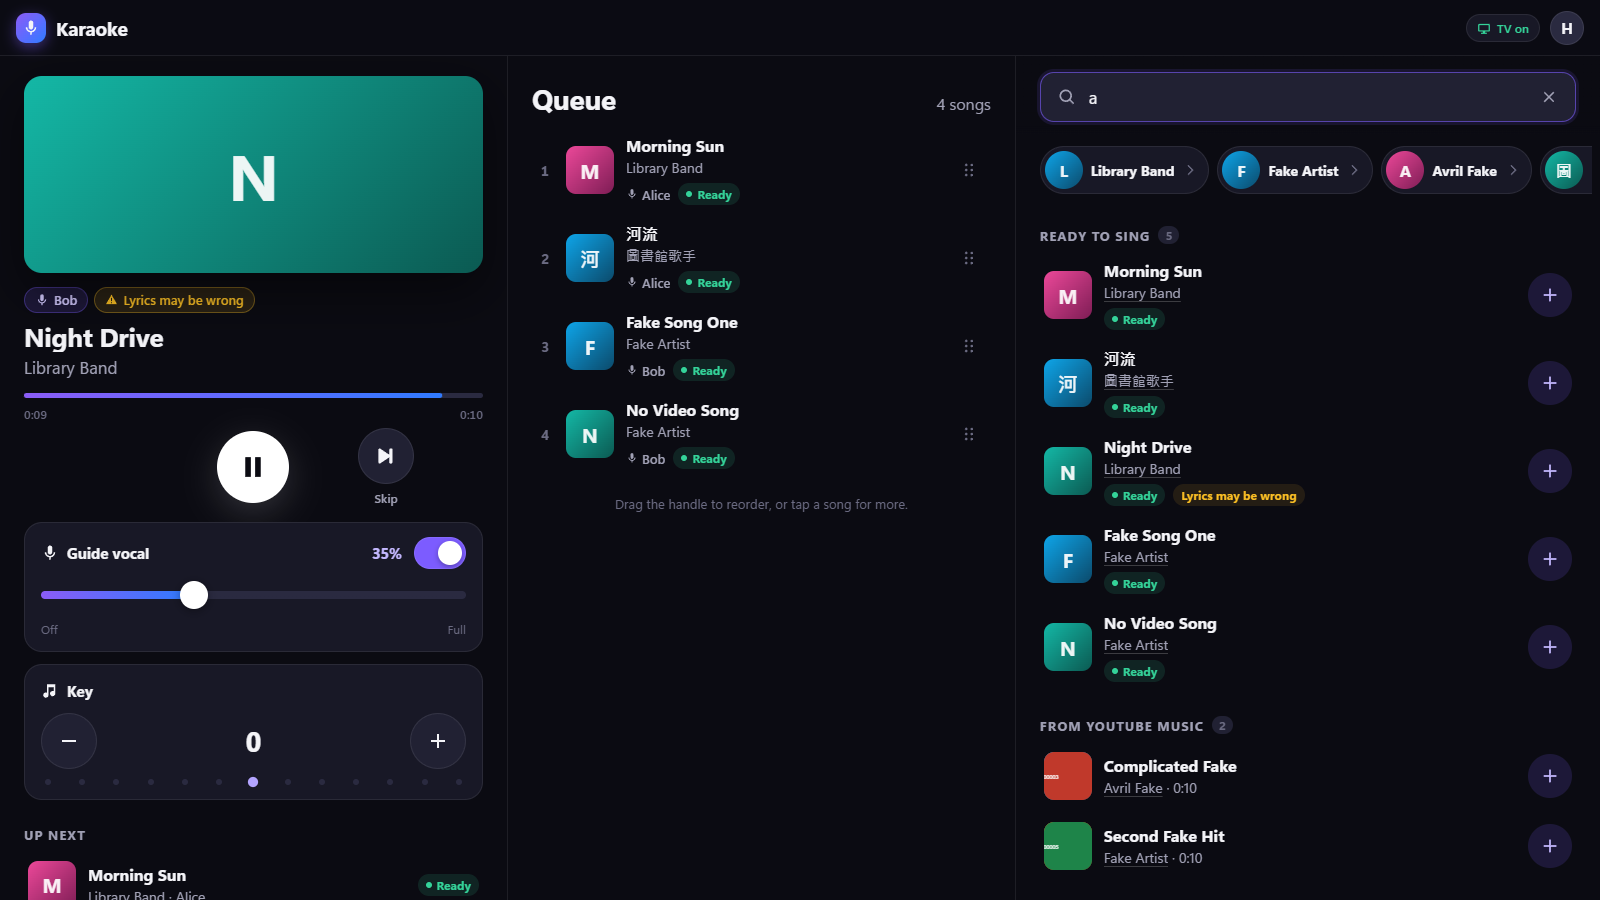 Karaoke
TV on
H
N
Bob
Lyrics may be wrong
Night Drive
Library Band
0:09
0:10
Skip
Guide vocal
35%
Off
Full
Key
0
UP NEXT
M
Morning Sun
Library Band · Alice
Ready
Queue
4 songs
1
M
Morning Sun
Library Band
Alice
Ready
2
河
河流
圖書館歌手
Alice
Ready
3
F
Fake Song One
Fake Artist
Bob
Ready
4
N
No Video Song
Fake Artist
Bob
Ready
Drag the handle to reorder, or tap a song for more.
a
L
Library Band
F
Fake Artist
A
Avril Fake
圖
READY TO SING 5
M
Morning Sun
Library Band
Ready
河
河流
圖書館歌手
Ready
N
Night Drive
Library Band
Ready
Lyrics may be wrong
F
Fake Song One
Fake Artist
Ready
N
No Video Song
Fake Artist
Ready
FROM YOUTUBE MUSIC 2
Complicated Fake
Avril Fake · 0:10
Second Fake Hit
Fake Artist · 0:10